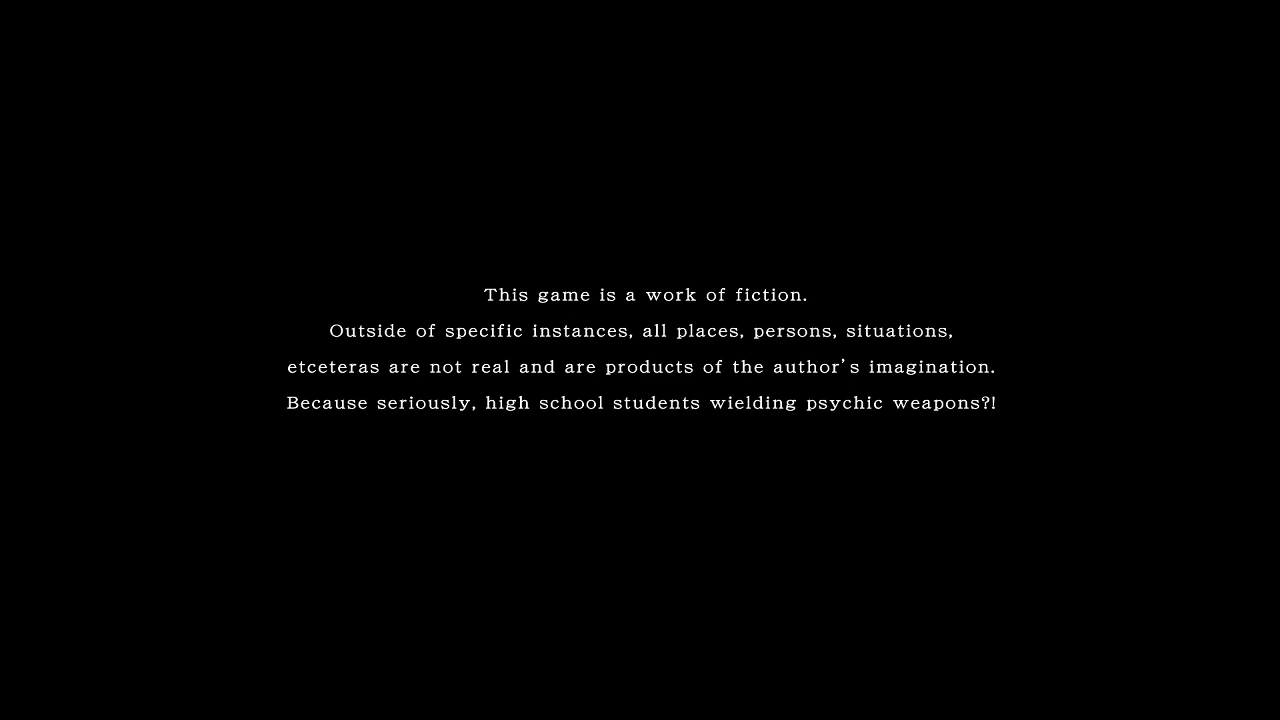 This game is a work of fiction.
Outside of specific instances, all places, persons, situations,
etceteras are not real and are products of the author’s imagination.
Because seriously, high school students wielding psychic weapons?!